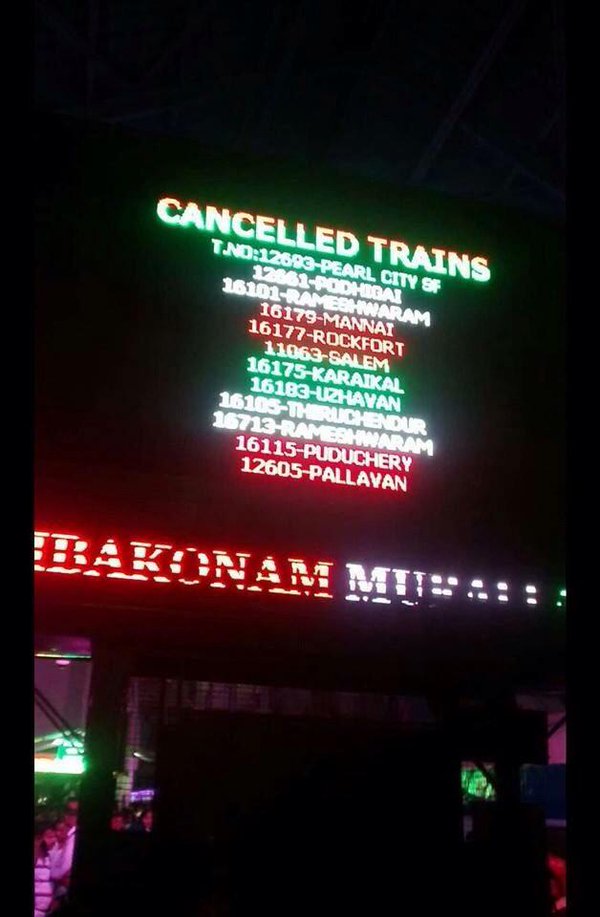 CANCELLED TRAINS
T.NO:12693-PEARL CITY SF
12661-PODHIGAI
16101-RAMESHWARAM
16179-MANNAI
16177-ROCKFORT
11063-SALEM
16175-KARAIKAL
16183-UZHAVAN
16105-THIRUCHENDUR
16713-RAMESHWARAM
16115-PUDUCHERY
12605-PALLAVAN
HBAKONAM